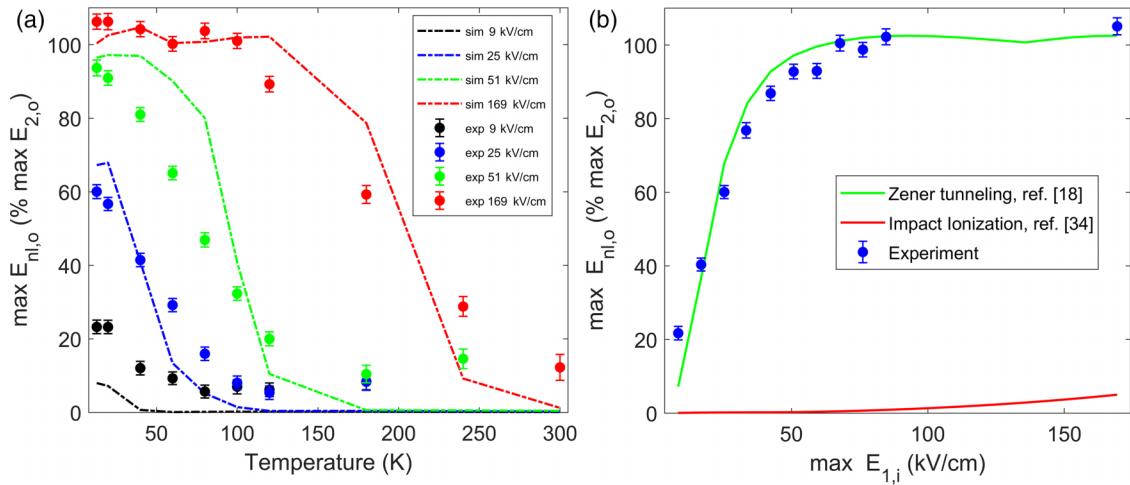 (a)
max E_nl,o (% max E_2,o)
100
80
60
40
20
0
50
100
150
200
250
300
Temperature (K)
sim 9 kV/cm
sim 25 kV/cm
sim 51 kV/cm
sim 169 kV/cm
exp 9 kV/cm
exp 25 kV/cm
exp 51 kV/cm
exp 169 kV/cm
(b)
max E_nl,o (% max E_2,o)
100
80
60
40
20
0
50
100
150
max E_1,i (kV/cm)
Zener tunneling, ref. [18]
Impact Ionization, ref. [34]
Experiment